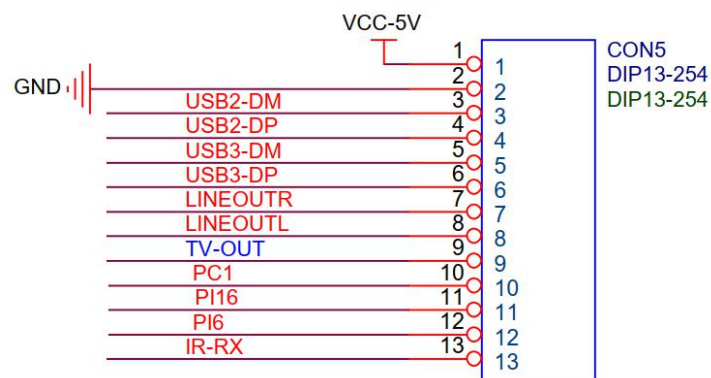 VCC-5V
CON5
DIP13-254
DIP13-254
GND
1 1
2 2
USB2-DM 3 3
USB2-DP 4 4
USB3-DM 5 5
USB3-DP 6 6
LINEOUTR 7 7
LINEOUTL 8 8
TV-OUT 9 9
PC1 10 10
PI16 11 11
PI6 12 12
IR-RX 13 13